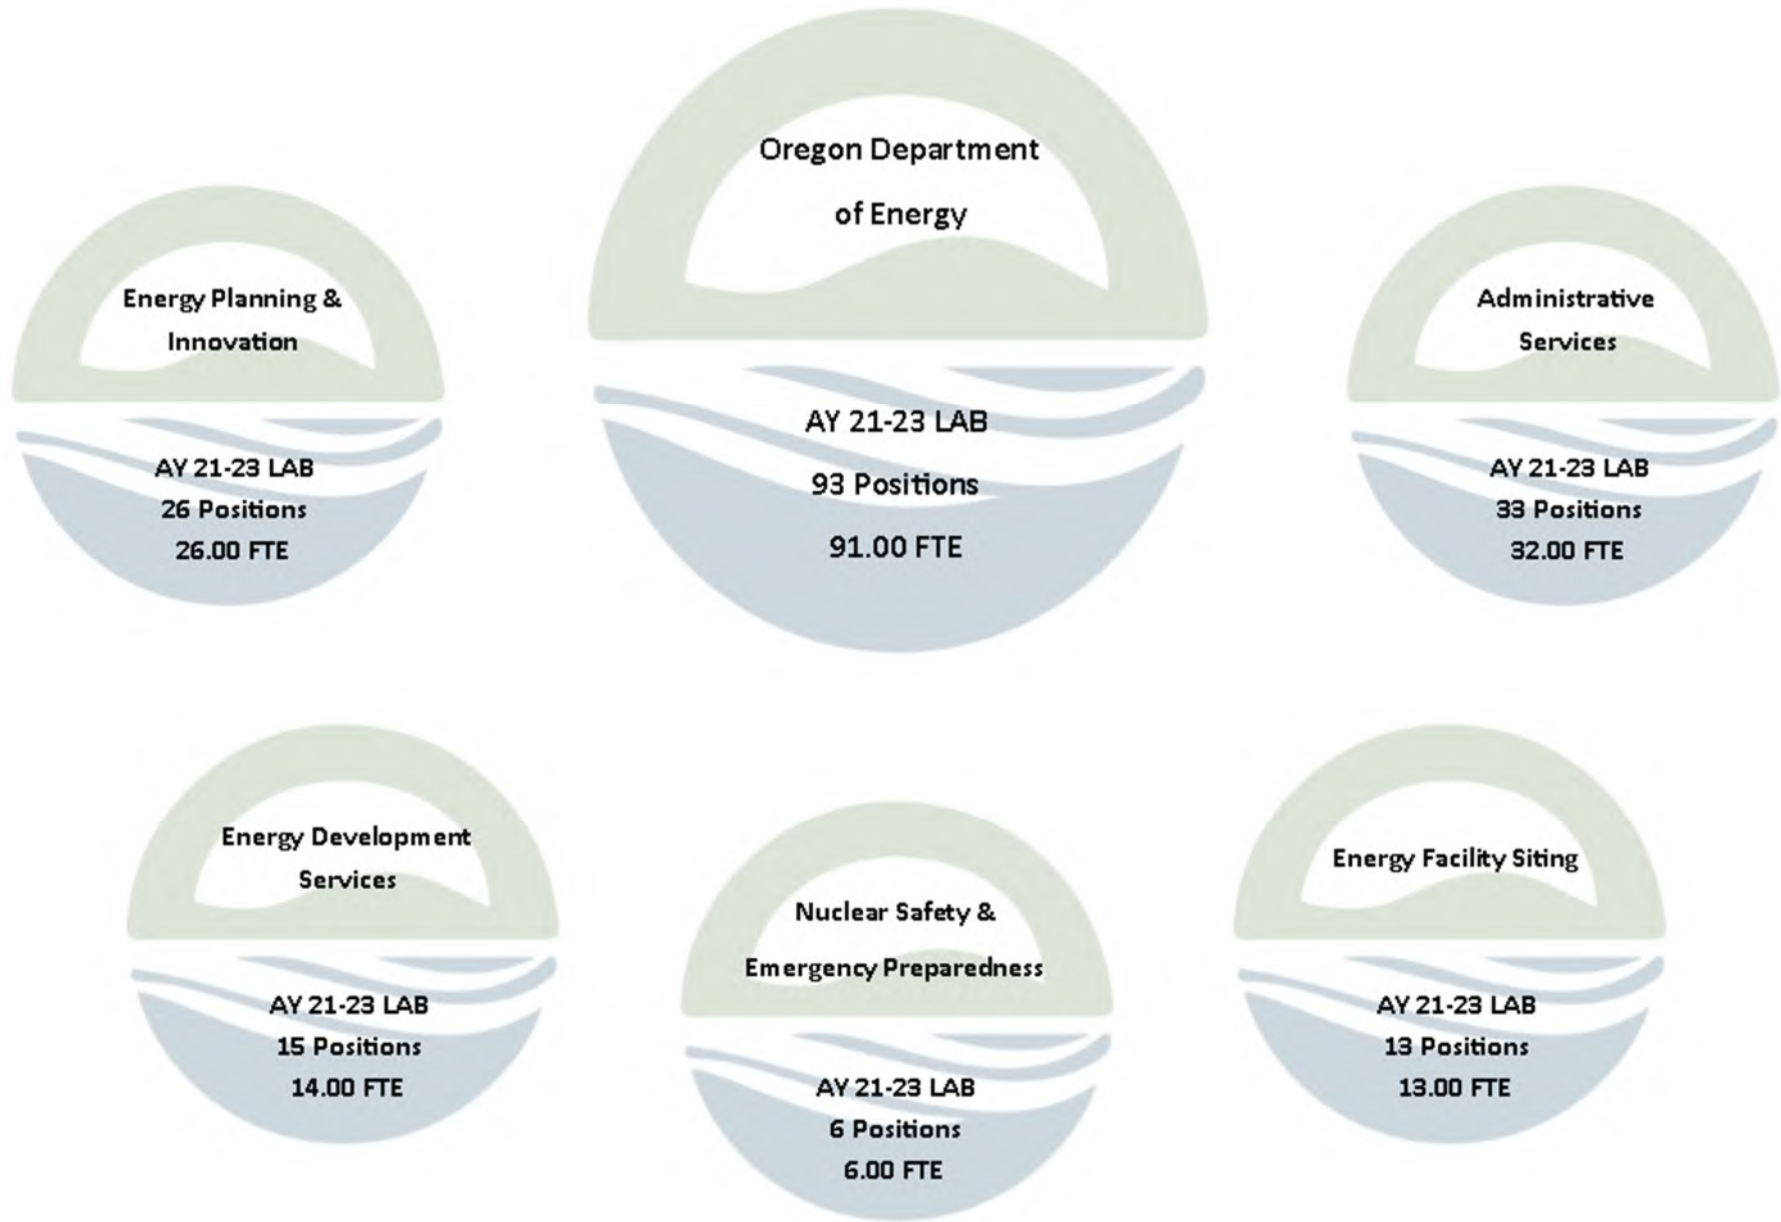 Oregon Department
of Energy
AY 21-23 LAB
93 Positions
91.00 FTE
Energy Planning &
Innovation
AY 21-23 LAB
26 Positions
26.00 FTE
Administrative
Services
AY 21-23 LAB
33 Positions
32.00 FTE
Energy Development
Services
AY 21-23 LAB
15 Positions
14.00 FTE
Nuclear Safety &
Emergency Preparedness
AY 21-23 LAB
6 Positions
6.00 FTE
Energy Facility Siting
AY 21-23 LAB
13 Positions
13.00 FTE